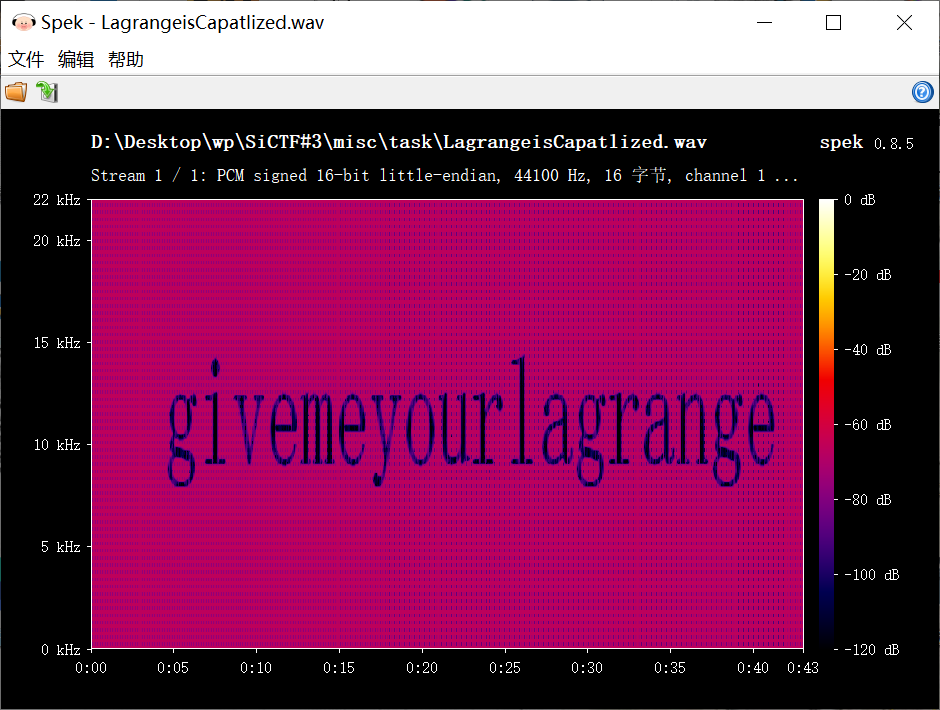 Spek - LagrangeisCapatlized.wav
文件 编辑 帮助
D:\Desktop\wp\SiCTF#3\misc\task\LagrangeisCapatlized.wav
spek 0.8.5
Stream 1 / 1: PCM signed 16-bit little-endian, 44100 Hz, 16 字节, channel 1 ...
22 kHz
20 kHz
15 kHz
10 kHz
5 kHz
0 kHz
givemeyourlagrange
0 dB
-20 dB
-40 dB
-60 dB
-80 dB
-100 dB
-120 dB
0:00 0:05 0:10 0:15 0:20 0:25 0:30 0:35 0:40 0:43